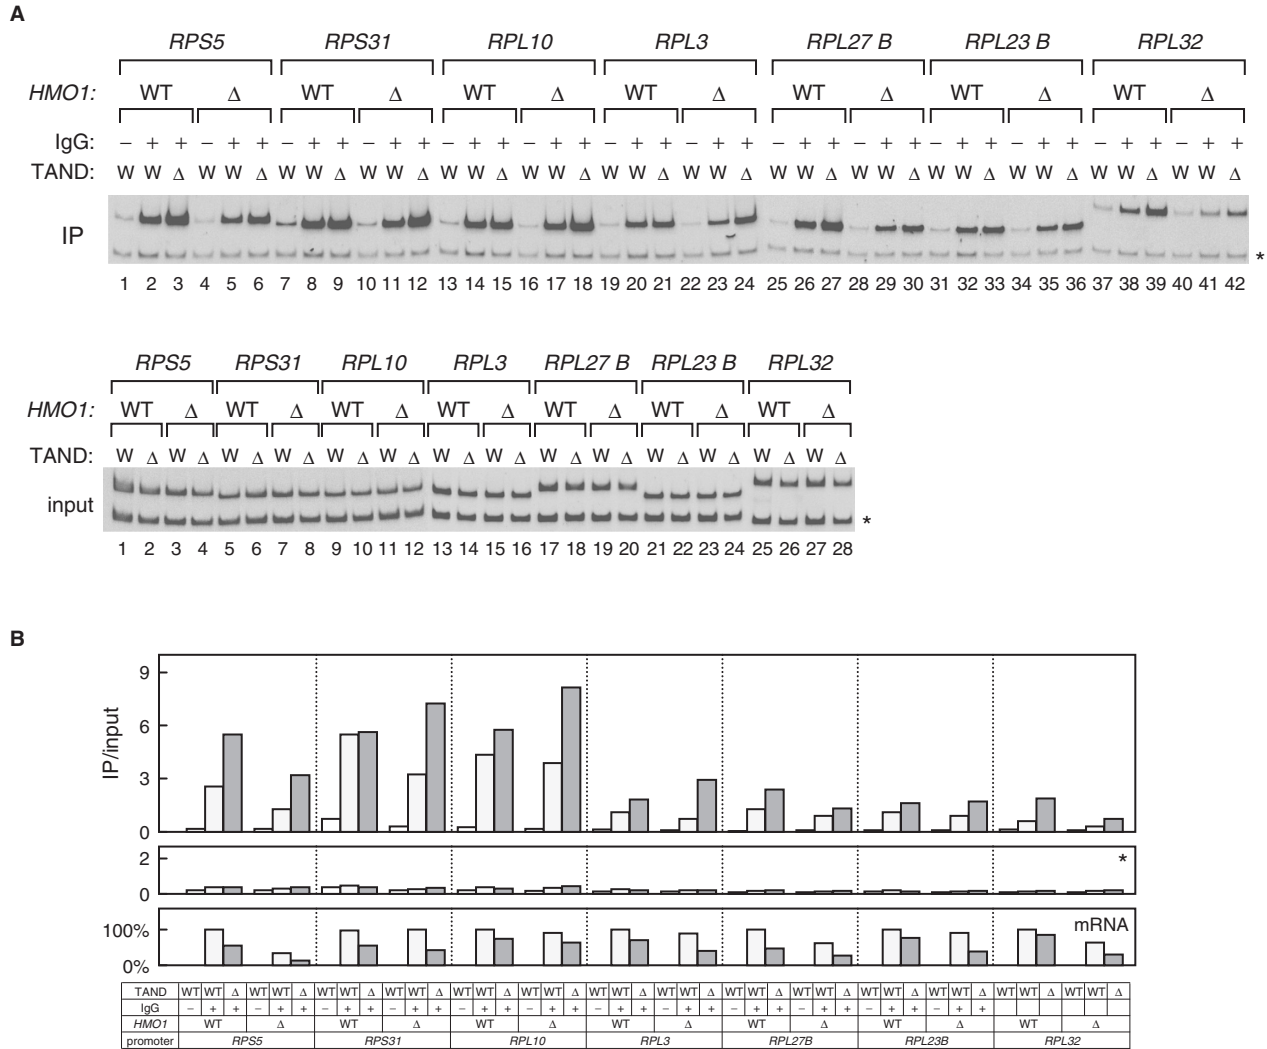 A
RPS5 RPS31 RPL10 RPL3 RPL27 B RPL23 B RPL32
HMO1: WT Δ WT Δ WT Δ WT Δ WT Δ WT Δ WT Δ
IgG: – + + – + + – + + – + + – + + – + + – + + – + + – + + – + + – + + – + + – + + – + +
TAND: W W Δ W W Δ W W Δ W W Δ W W Δ W W Δ W W Δ W W Δ W W Δ W W Δ W W Δ W W Δ W W Δ W W Δ
IP
*
1 2 3 4 5 6 7 8 9 10 11 12 13 14 15 16 17 18 19 20 21 22 23 24 25 26 27 28 29 30 31 32 33 34 35 36 37 38 39 40 41 42
RPS5 RPS31 RPL10 RPL3 RPL27 B RPL23 B RPL32
HMO1: WT Δ WT Δ WT Δ WT Δ WT Δ WT Δ WT Δ
TAND: W Δ W Δ W Δ W Δ W Δ W Δ W Δ W Δ W Δ W Δ W Δ W Δ W Δ W Δ
input
*
1 2 3 4 5 6 7 8 9 10 11 12 13 14 15 16 17 18 19 20 21 22 23 24 25 26 27 28
B
IP/input
9
6
3
0
2 *
0
100% mRNA
0%
TAND WT WT Δ WT WT Δ WT WT Δ WT WT Δ WT WT Δ WT WT Δ WT WT Δ WT WT Δ WT WT Δ WT WT Δ WT WT Δ WT WT Δ WT WT Δ WT WT Δ
IgG – + + – + + – + + – + + – + + – + + – + + – + + – + + – + + – + + – + +
HMO1 WT Δ WT Δ WT Δ WT Δ WT Δ WT Δ WT Δ
promoter RPS5 RPS31 RPL10 RPL3 RPL27B RPL23B RPL32